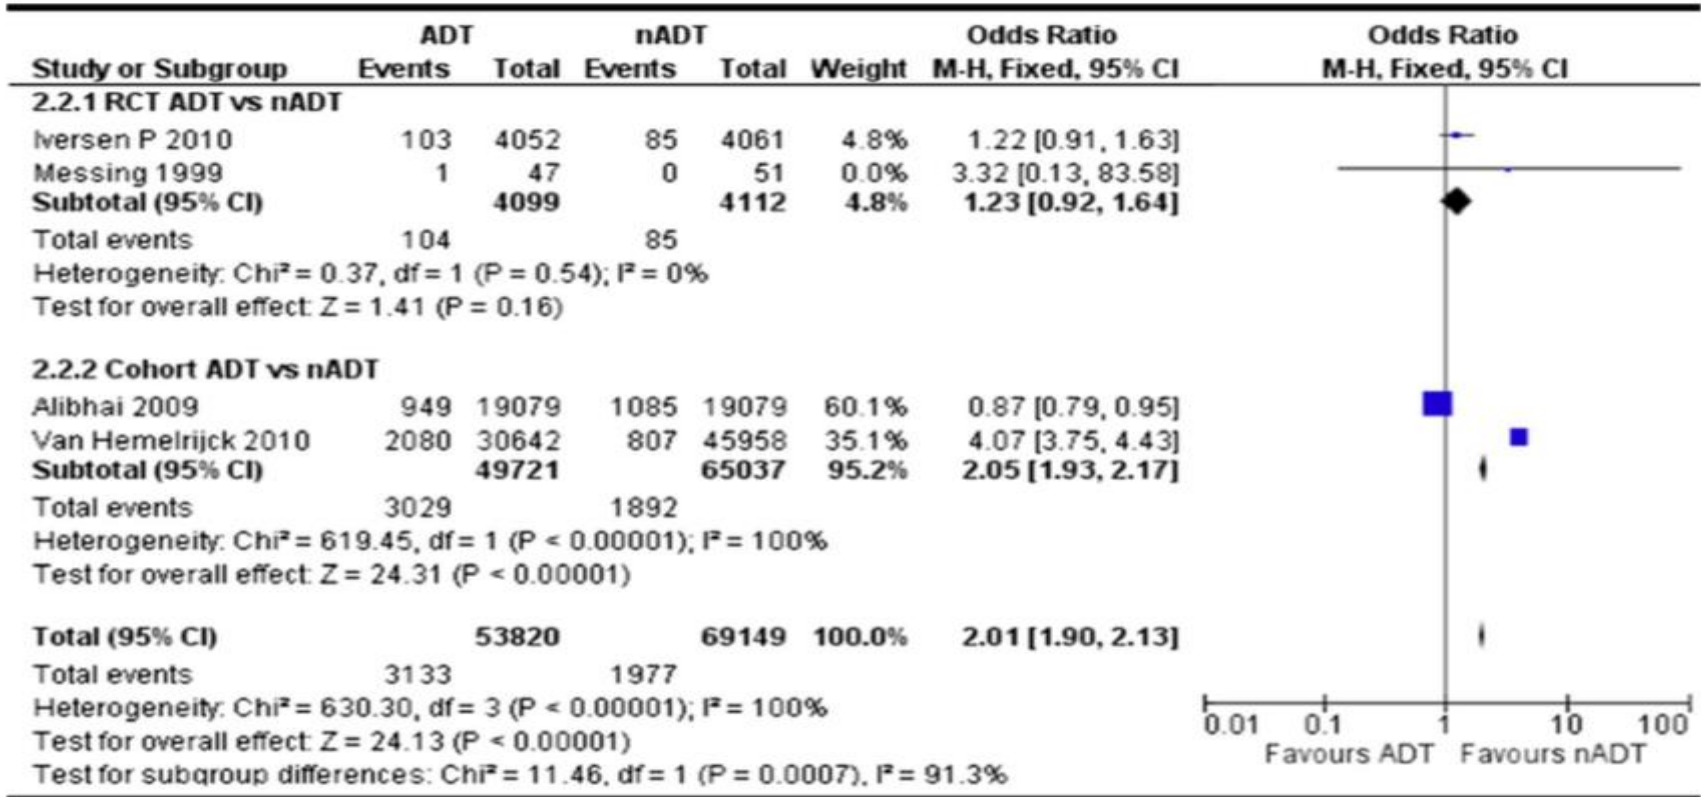 ADT nADT Odds Ratio Odds Ratio
Study or Subgroup Events Total Events Total Weight M-H, Fixed, 95% CI M-H, Fixed, 95% CI
2.2.1 RCT ADT vs nADT
Iversen P 2010 103 4052 85 4061 4.8% 1.22 [0.91, 1.63]
Messing 1999 1 47 0 51 0.0% 3.32 [0.13, 83.58]
Subtotal (95% CI) 4099 4112 4.8% 1.23 [0.92, 1.64]
Total events 104 85
Heterogeneity: Chi² = 0.37, df = 1 (P = 0.54); I² = 0%
Test for overall effect: Z = 1.41 (P = 0.16)
2.2.2 Cohort ADT vs nADT
Alibhai 2009 949 19079 1085 19079 60.1% 0.87 [0.79, 0.95]
Van Hemelrijck 2010 2080 30642 807 45958 35.1% 4.07 [3.75, 4.43]
Subtotal (95% CI) 49721 65037 95.2% 2.05 [1.93, 2.17]
Total events 3029 1892
Heterogeneity: Chi² = 619.45, df = 1 (P < 0.00001); I² = 100%
Test for overall effect: Z = 24.31 (P < 0.00001)
Total (95% CI) 53820 69149 100.0% 2.01 [1.90, 2.13]
Total events 3133 1977
Heterogeneity: Chi² = 630.30, df = 3 (P < 0.00001); I² = 100%
Test for overall effect: Z = 24.13 (P < 0.00001)
Test for subgroup differences: Chi² = 11.46, df = 1 (P = 0.0007), I² = 91.3%
0.01 0.1 1 10 100
Favours ADT Favours nADT